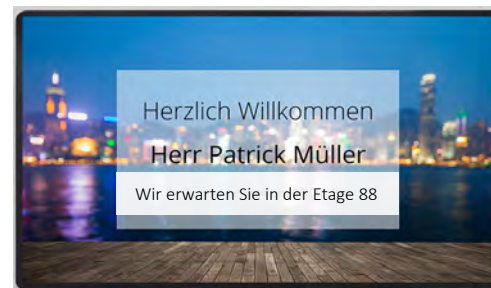 Herzlich Willkommen
Herr Patrick Müller
Wir erwarten Sie in der Etage 88